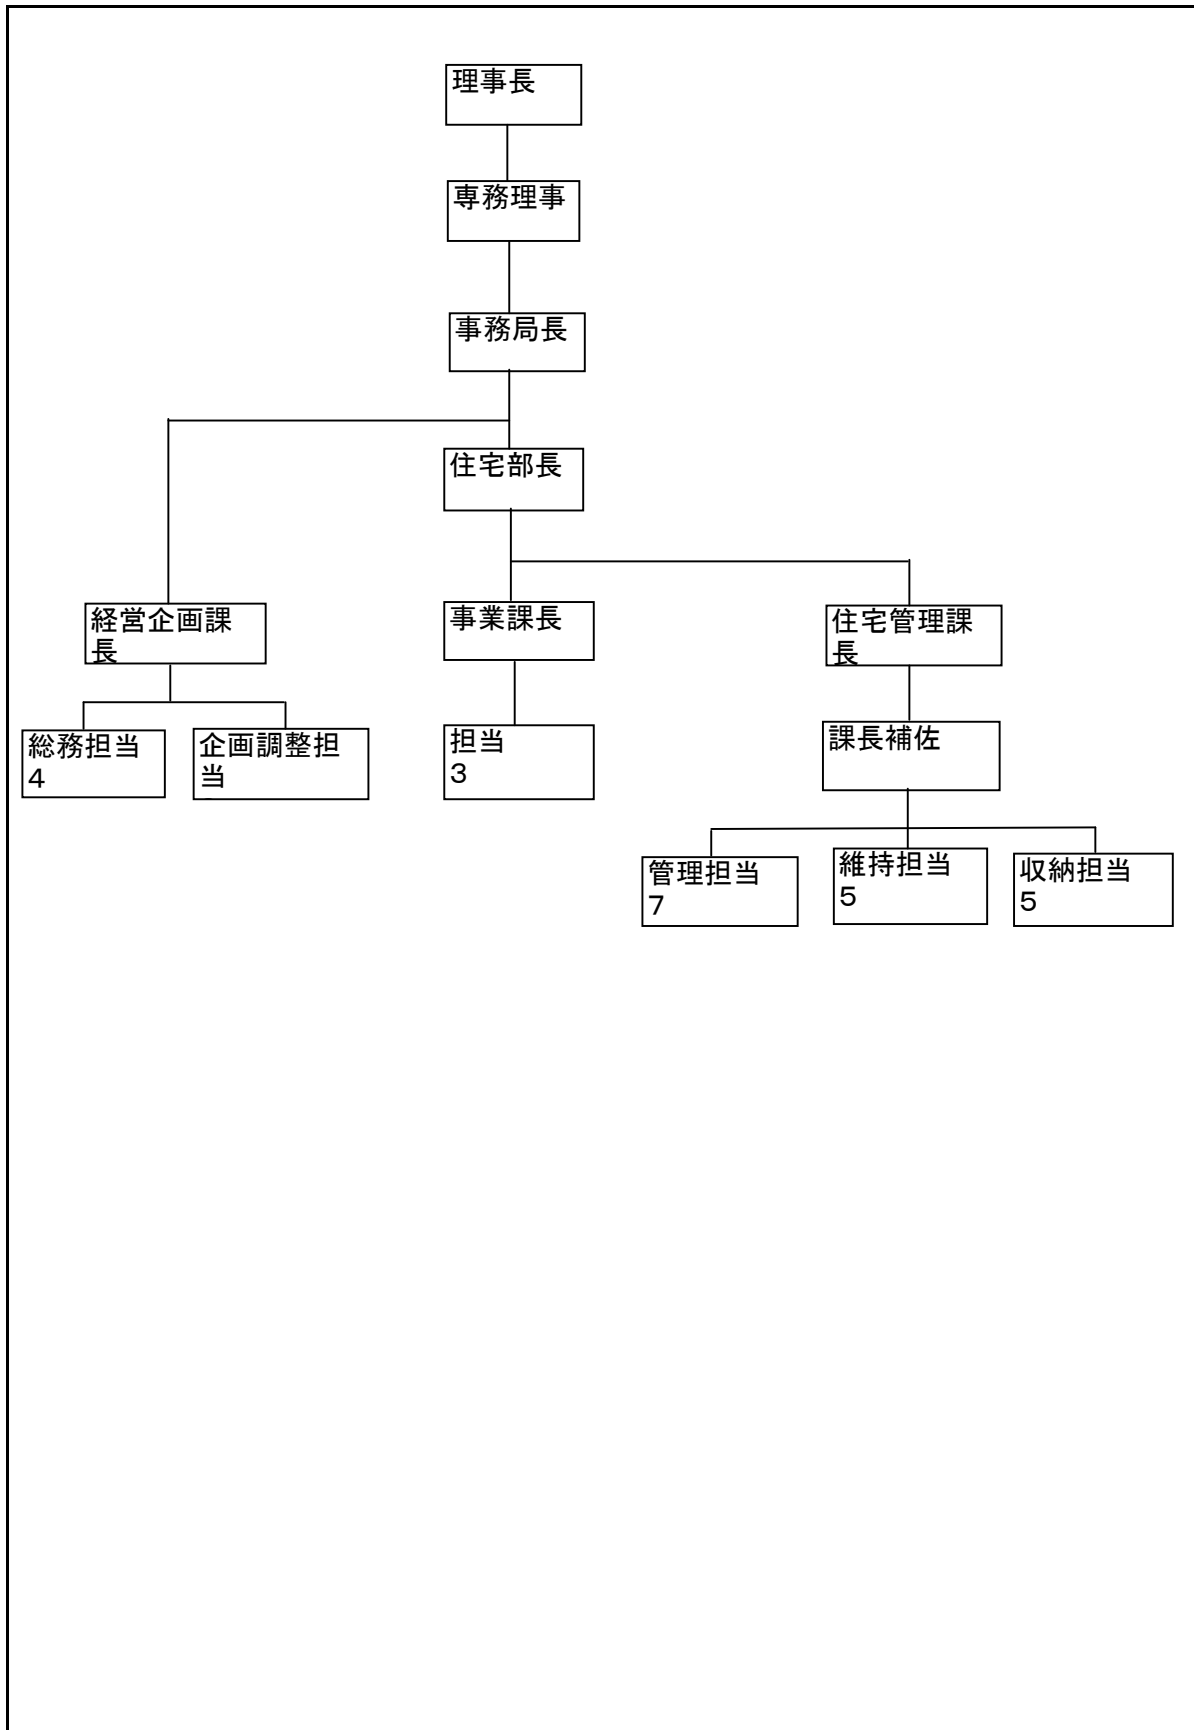 理事長
専務理事
事務局長
住宅部長
経営企画課
長
事業課長
住宅管理課
長
総務担当
4
企画調整担
当
担当
3
課長補佐
管理担当
7
維持担当
5
収納担当
5